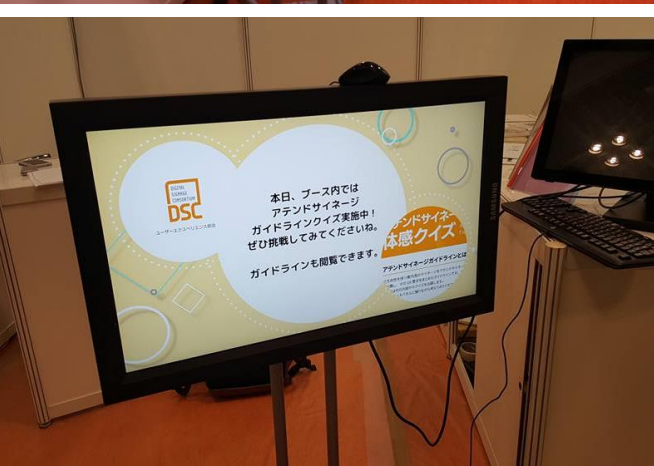 DIGITAL
SIGNAGE
CONSORTIUM
DSC
ユーザーエクスペリエンス部会
本日、ブース内では
アテンドサイネージ
ガイドラインクイズ実施中！
ぜひ挑戦してみてくださいね。
ガイドラインも閲覧できます。
テンドサイネー
体感クイズ
アテンドサイネージガイドラインとは
SAMSUNG